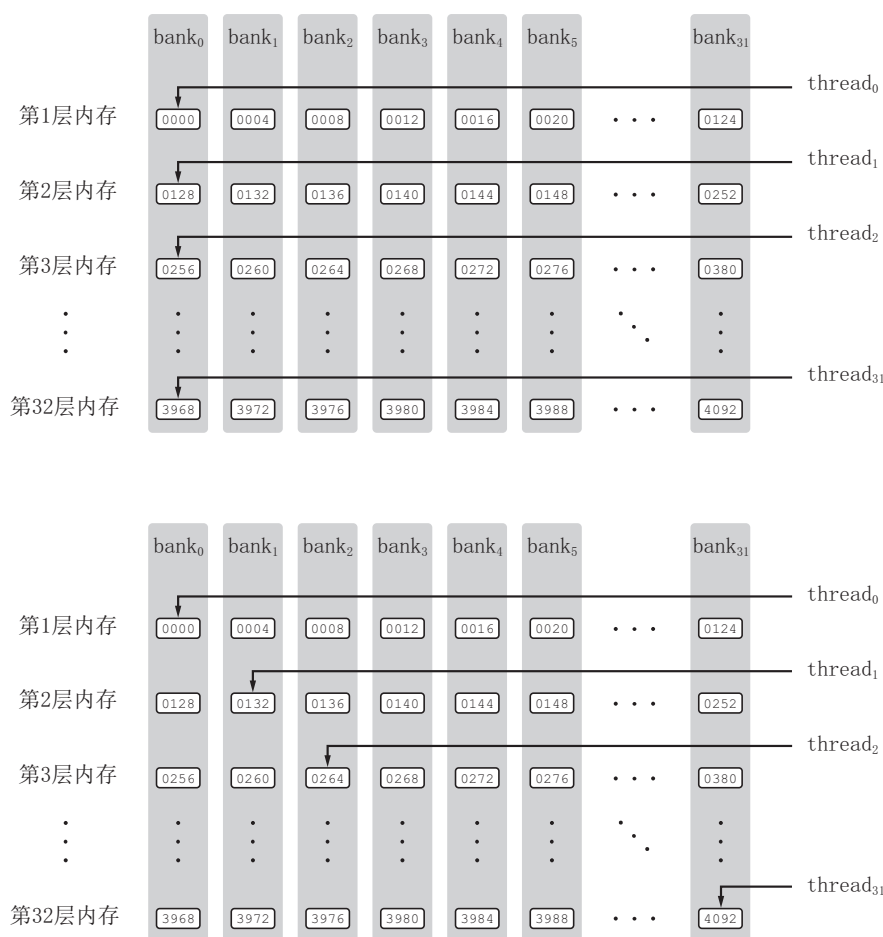 bank₀ bank₁ bank₂ bank₃ bank₄ bank₅ bank₃₁
thread₀
第1层内存 0000 0004 0008 0012 0016 0020 · · · 0124
thread₁
第2层内存 0128 0132 0136 0140 0144 0148 · · · 0252
thread₂
第3层内存 0256 0260 0264 0268 0272 0276 · · · 0380
thread₃₁
第32层内存 3968 3972 3976 3980 3984 3988 · · · 4092
bank₀ bank₁ bank₂ bank₃ bank₄ bank₅ bank₃₁
thread₀
第1层内存 0000 0004 0008 0012 0016 0020 · · · 0124
thread₁
第2层内存 0128 0132 0136 0140 0144 0148 · · · 0252
thread₂
第3层内存 0256 0260 0264 0268 0272 0276 · · · 0380
thread₃₁
第32层内存 3968 3972 3976 3980 3984 3988 · · · 4092